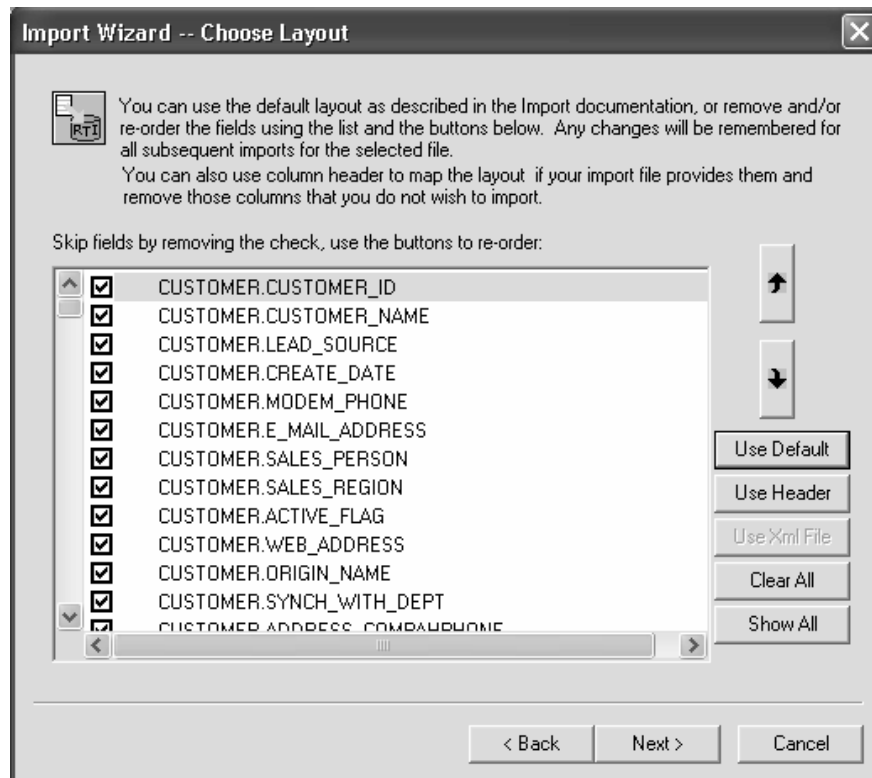 Import Wizard -- Choose Layout
RTI
You can use the default layout as described in the Import documentation, or remove and/or
re-order the fields using the list and the buttons below. Any changes will be remembered for
all subsequent imports for the selected file.
You can also use column header to map the layout if your import file provides them and
remove those columns that you do not wish to import.
Skip fields by removing the check, use the buttons to re-order:
CUSTOMER.CUSTOMER_ID
CUSTOMER.CUSTOMER_NAME
CUSTOMER.LEAD_SOURCE
CUSTOMER.CREATE_DATE
CUSTOMER.MODEM_PHONE
CUSTOMER.E_MAIL_ADDRESS
CUSTOMER.SALES_PERSON
CUSTOMER.SALES_REGION
CUSTOMER.ACTIVE_FLAG
CUSTOMER.WEB_ADDRESS
CUSTOMER.ORIGIN_NAME
CUSTOMER.SYNCH_WITH_DEPT
Use Default
Use Header
Use Xml File
Clear All
Show All
< Back
Next >
Cancel